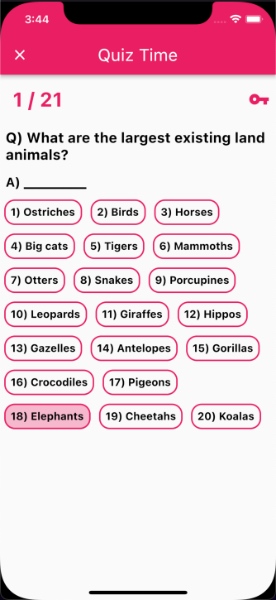 3:44
Quiz Time
1 / 21
Q) What are the largest existing land
animals?
A) _________
1) Ostriches 2) Birds 3) Horses
4) Big cats 5) Tigers 6) Mammoths
7) Otters 8) Snakes 9) Porcupines
10) Leopards 11) Giraffes 12) Hippos
13) Gazelles 14) Antelopes 15) Gorillas
16) Crocodiles 17) Pigeons
18) Elephants 19) Cheetahs 20) Koalas